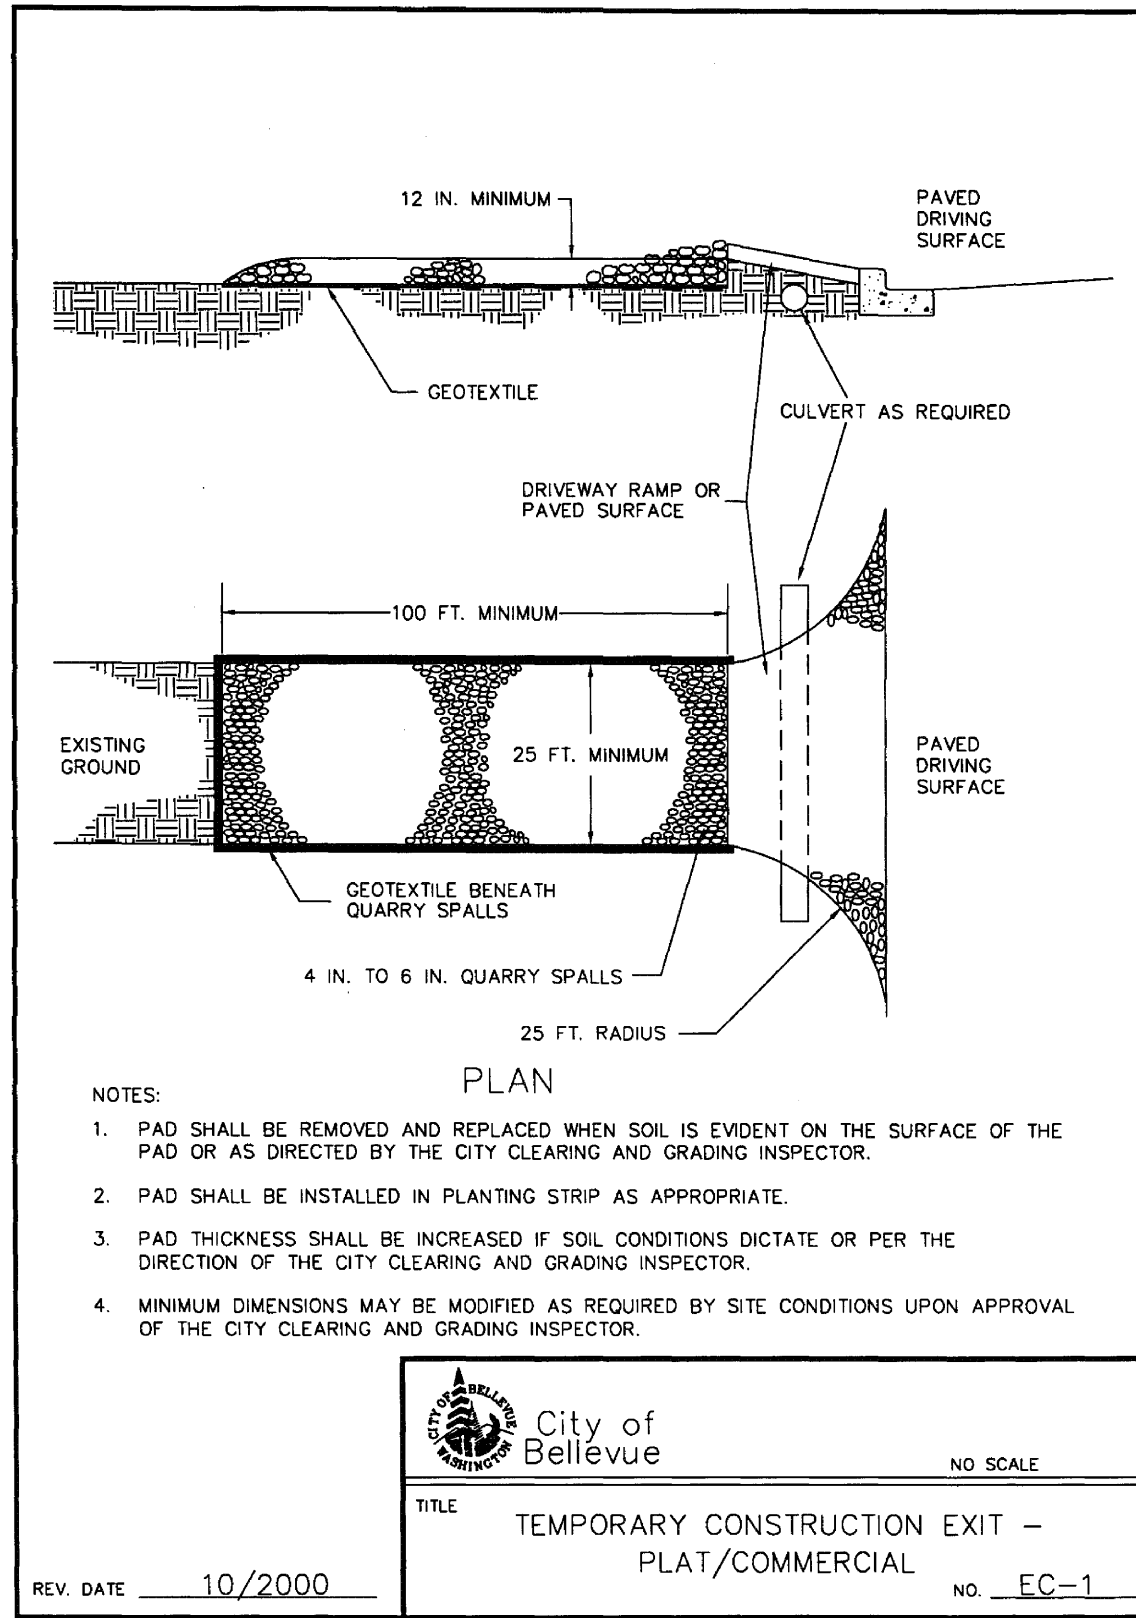 12 IN. MINIMUM
PAVED
DRIVING
SURFACE
GEOTEXTILE
CULVERT AS REQUIRED
DRIVEWAY RAMP OR
PAVED SURFACE
100 FT. MINIMUM
EXISTING
GROUND
25 FT. MINIMUM
PAVED
DRIVING
SURFACE
GEOTEXTILE BENEATH
QUARRY SPALLS
4 IN. TO 6 IN. QUARRY SPALLS
25 FT. RADIUS
PLAN
NOTES:
1. PAD SHALL BE REMOVED AND REPLACED WHEN SOIL IS EVIDENT ON THE SURFACE OF THE
PAD OR AS DIRECTED BY THE CITY CLEARING AND GRADING INSPECTOR.
2. PAD SHALL BE INSTALLED IN PLANTING STRIP AS APPROPRIATE.
3. PAD THICKNESS SHALL BE INCREASED IF SOIL CONDITIONS DICTATE OR PER THE
DIRECTION OF THE CITY CLEARING AND GRADING INSPECTOR.
4. MINIMUM DIMENSIONS MAY BE MODIFIED AS REQUIRED BY SITE CONDITIONS UPON APPROVAL
OF THE CITY CLEARING AND GRADING INSPECTOR.
CITY OF BELLEVUE
WASHINGTON
City of
Bellevue
NO SCALE
TITLE
TEMPORARY CONSTRUCTION EXIT –
PLAT/COMMERCIAL
REV. DATE 10/2000
NO. EC-1